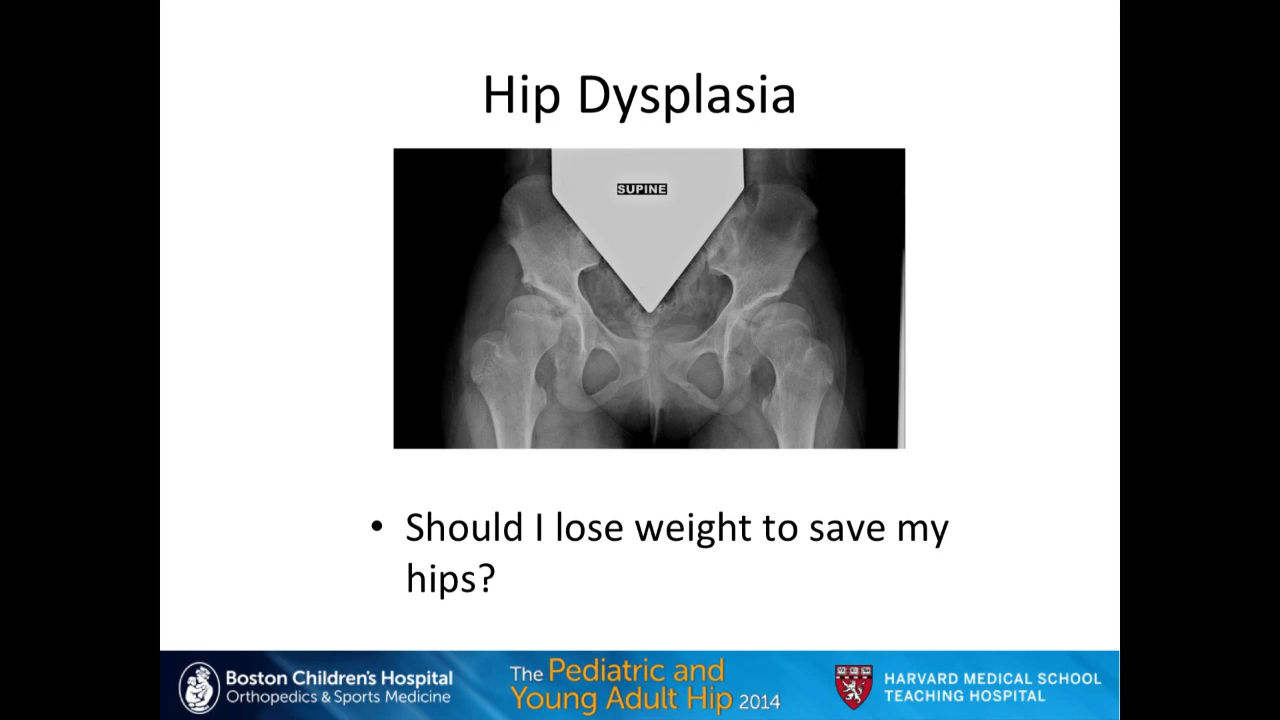 Hip Dysplasia
SUPINE
• Should I lose weight to save my
hips?
Boston Children's Hospital
Orthopedics & Sports Medicine
The Pediatric and
Young Adult Hip 2014
HARVARD MEDICAL SCHOOL
TEACHING HOSPITAL